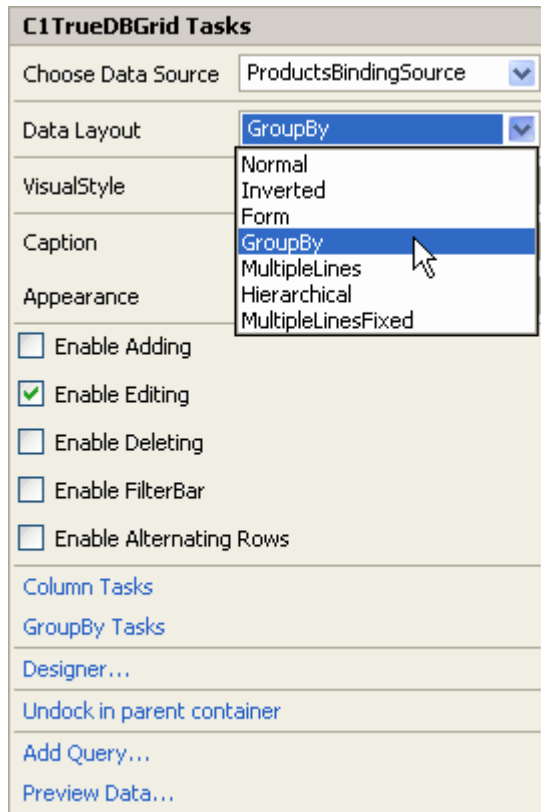 C1TrueDBGrid Tasks
Choose Data Source ProductsBindingSource
Data Layout GroupBy
Normal
VisualStyle Inverted
Form
Caption GroupBy
MultipleLines
Appearance Hierarchical
MultipleLinesFixed
Enable Adding
Enable Editing
Enable Deleting
Enable FilterBar
Enable Alternating Rows
Column Tasks
GroupBy Tasks
Designer...
Undock in parent container
Add Query...
Preview Data...